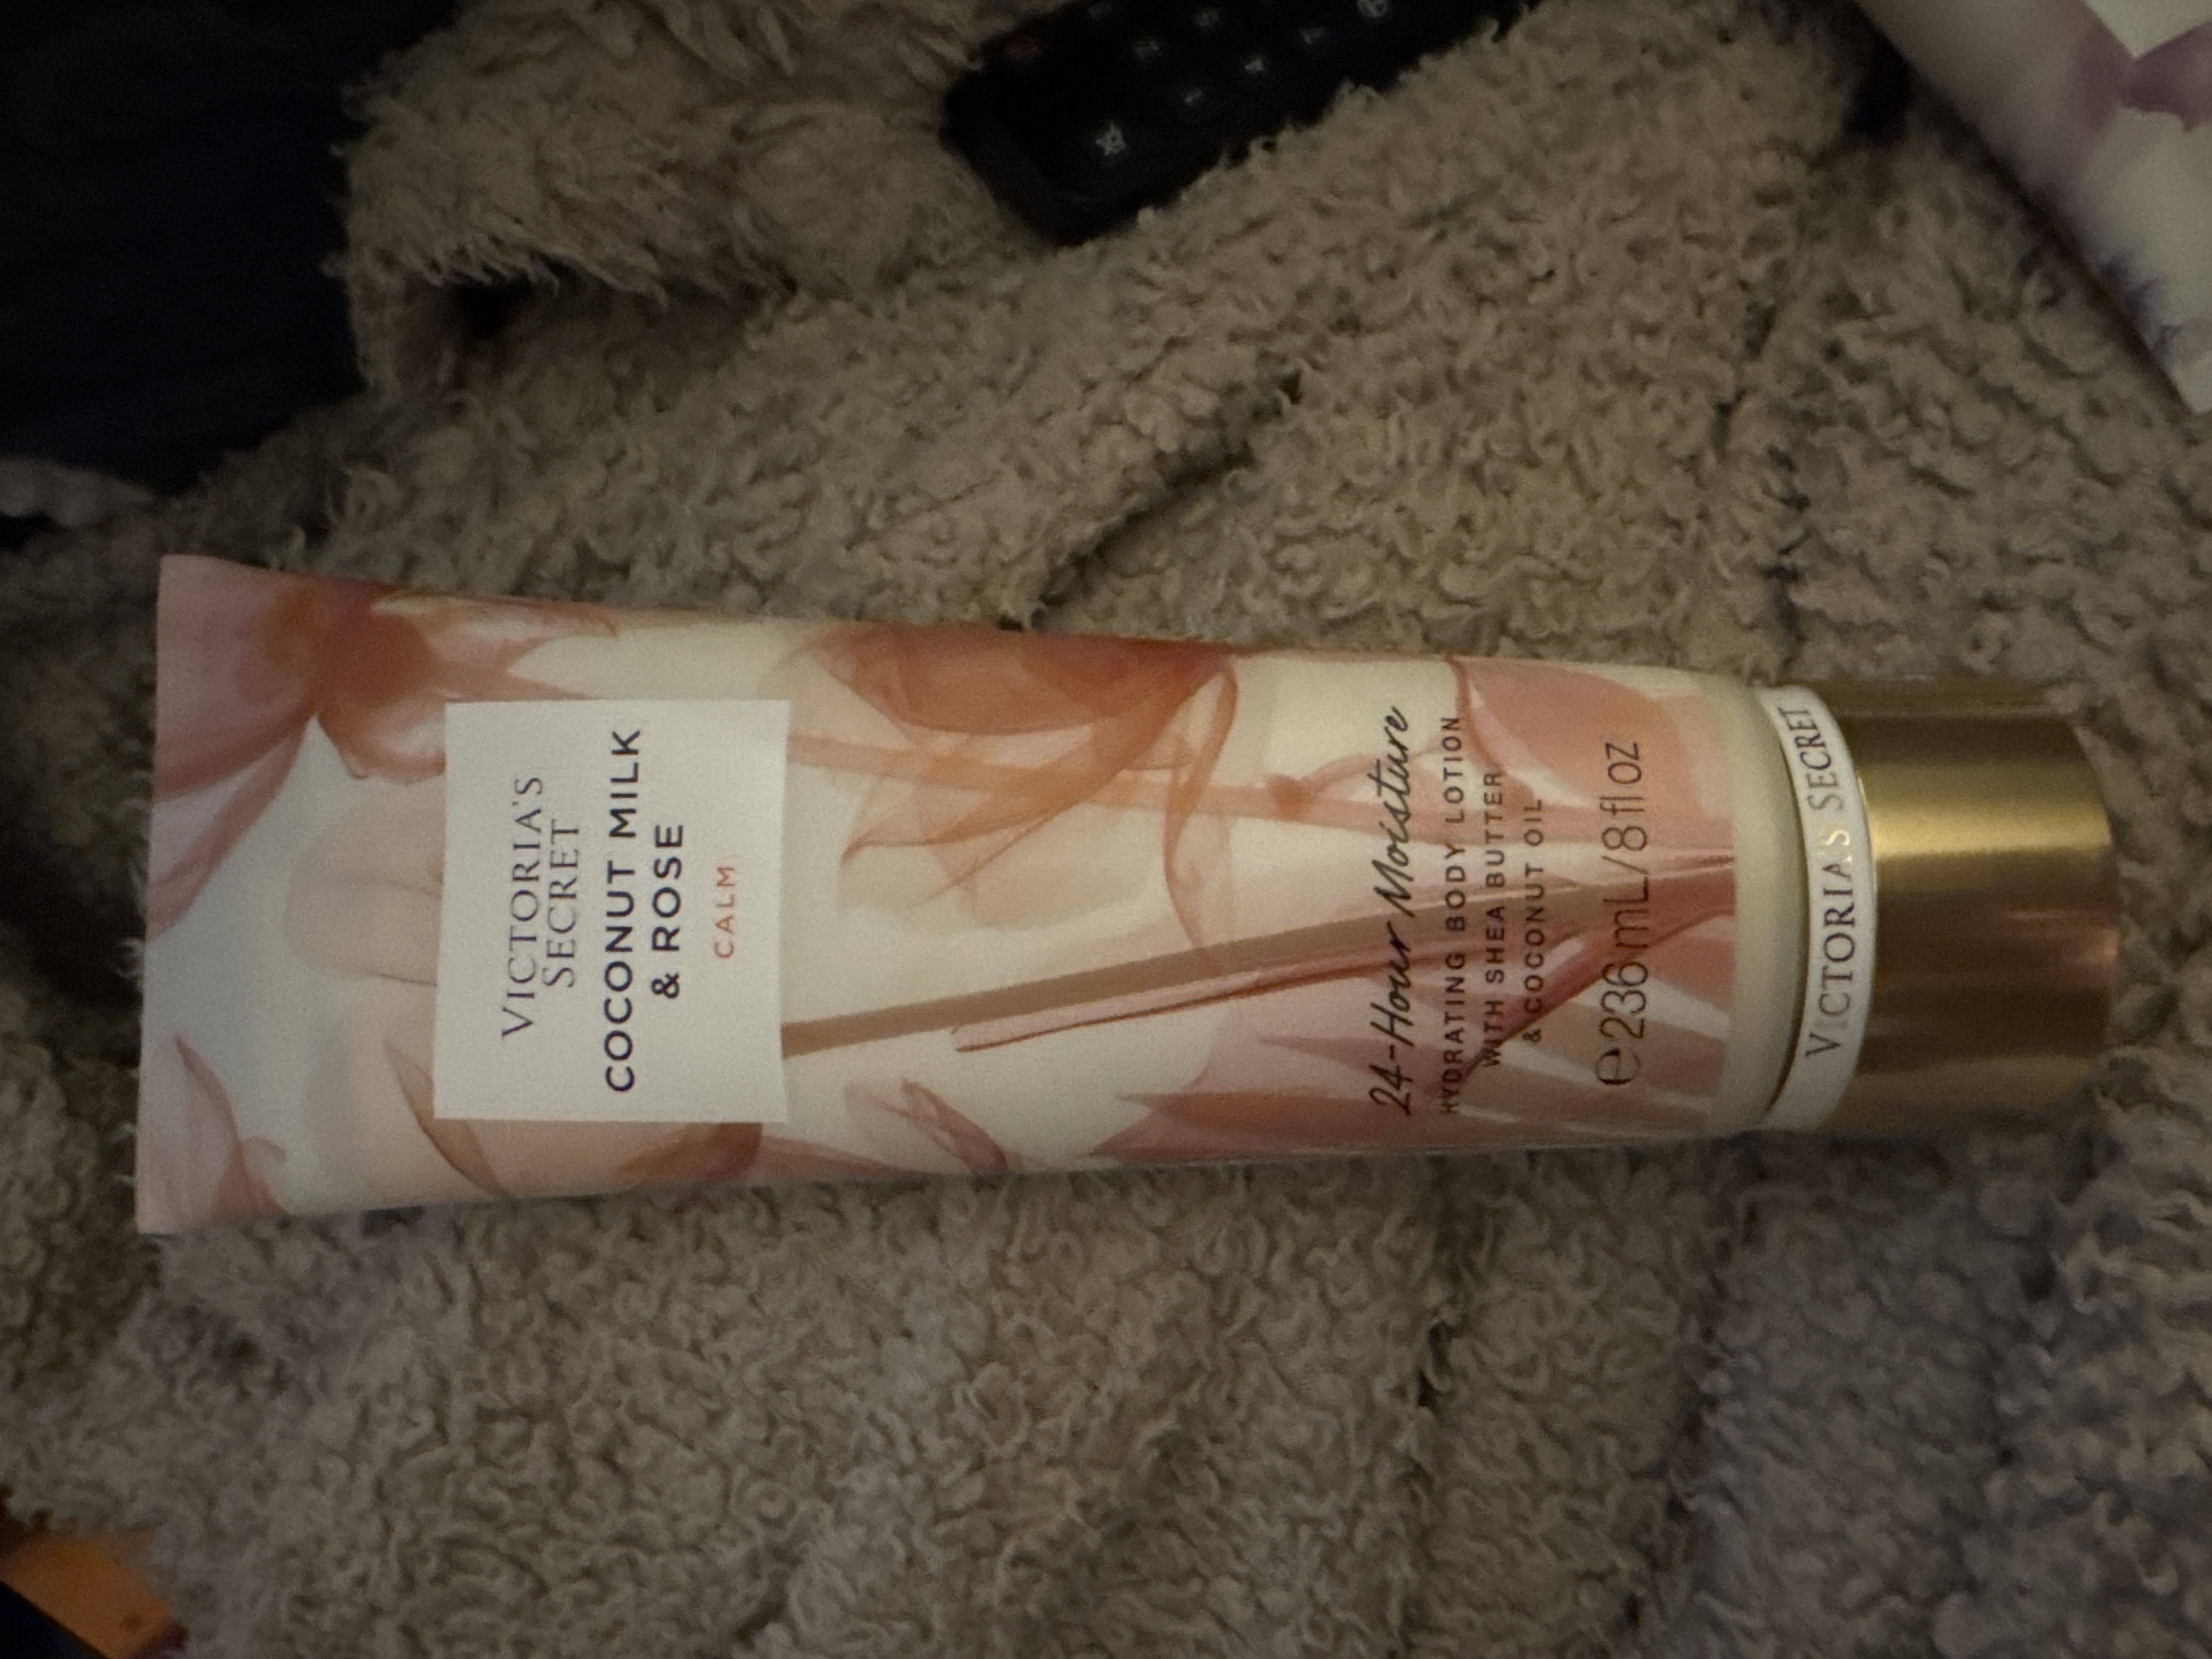 VICTORIA'S
SECRET
COCONUT MILK
& ROSE
CALM
24-Hour Moisture
HYDRATING BODY LOTION
WITH SHEA BUTTER
& COCONUT OIL
℮236 mL/8 fl oz
VICTORIA'S SECRET